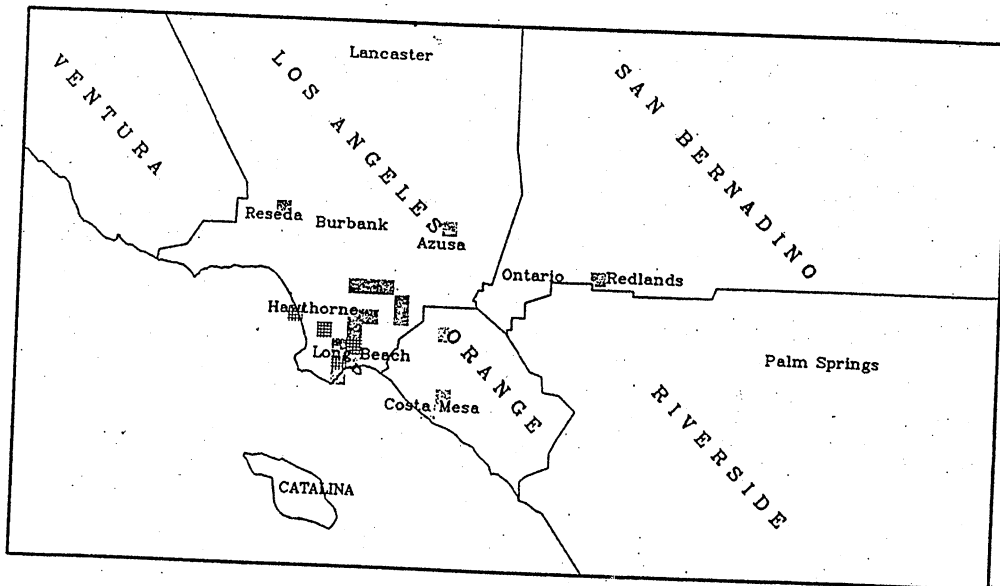 Lancaster
VENTURA
LOS ANGELES
SAN BERNADINO
Reseda
Burbank
Azusa
Ontario
Redlands
Hawthorne
Long Beach
ORANGE
Palm Springs
Costa Mesa
RIVERSIDE
CATALINA